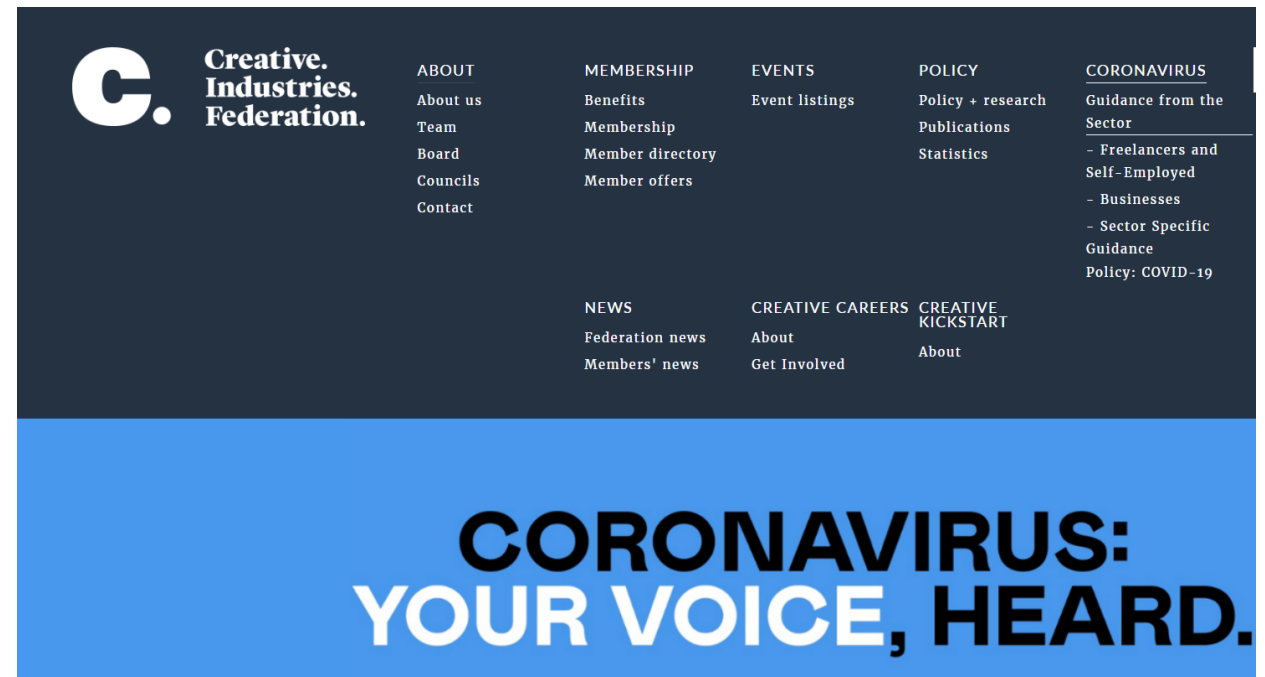 C.
Creative.
Industries.
Federation.
ABOUT
About us
Team
Board
Councils
Contact
MEMBERSHIP
Benefits
Membership
Member directory
Member offers
EVENTS
Event listings
POLICY
Policy + research
Publications
Statistics
CORONAVIRUS
Guidance from the
Sector
- Freelancers and
Self-Employed
- Businesses
- Sector Specific
Guidance
Policy: COVID-19
NEWS
Federation news
Members' news
CREATIVE CAREERS
About
Get Involved
CREATIVE
KICKSTART
About
CORONAVIRUS:
YOUR VOICE, HEARD.